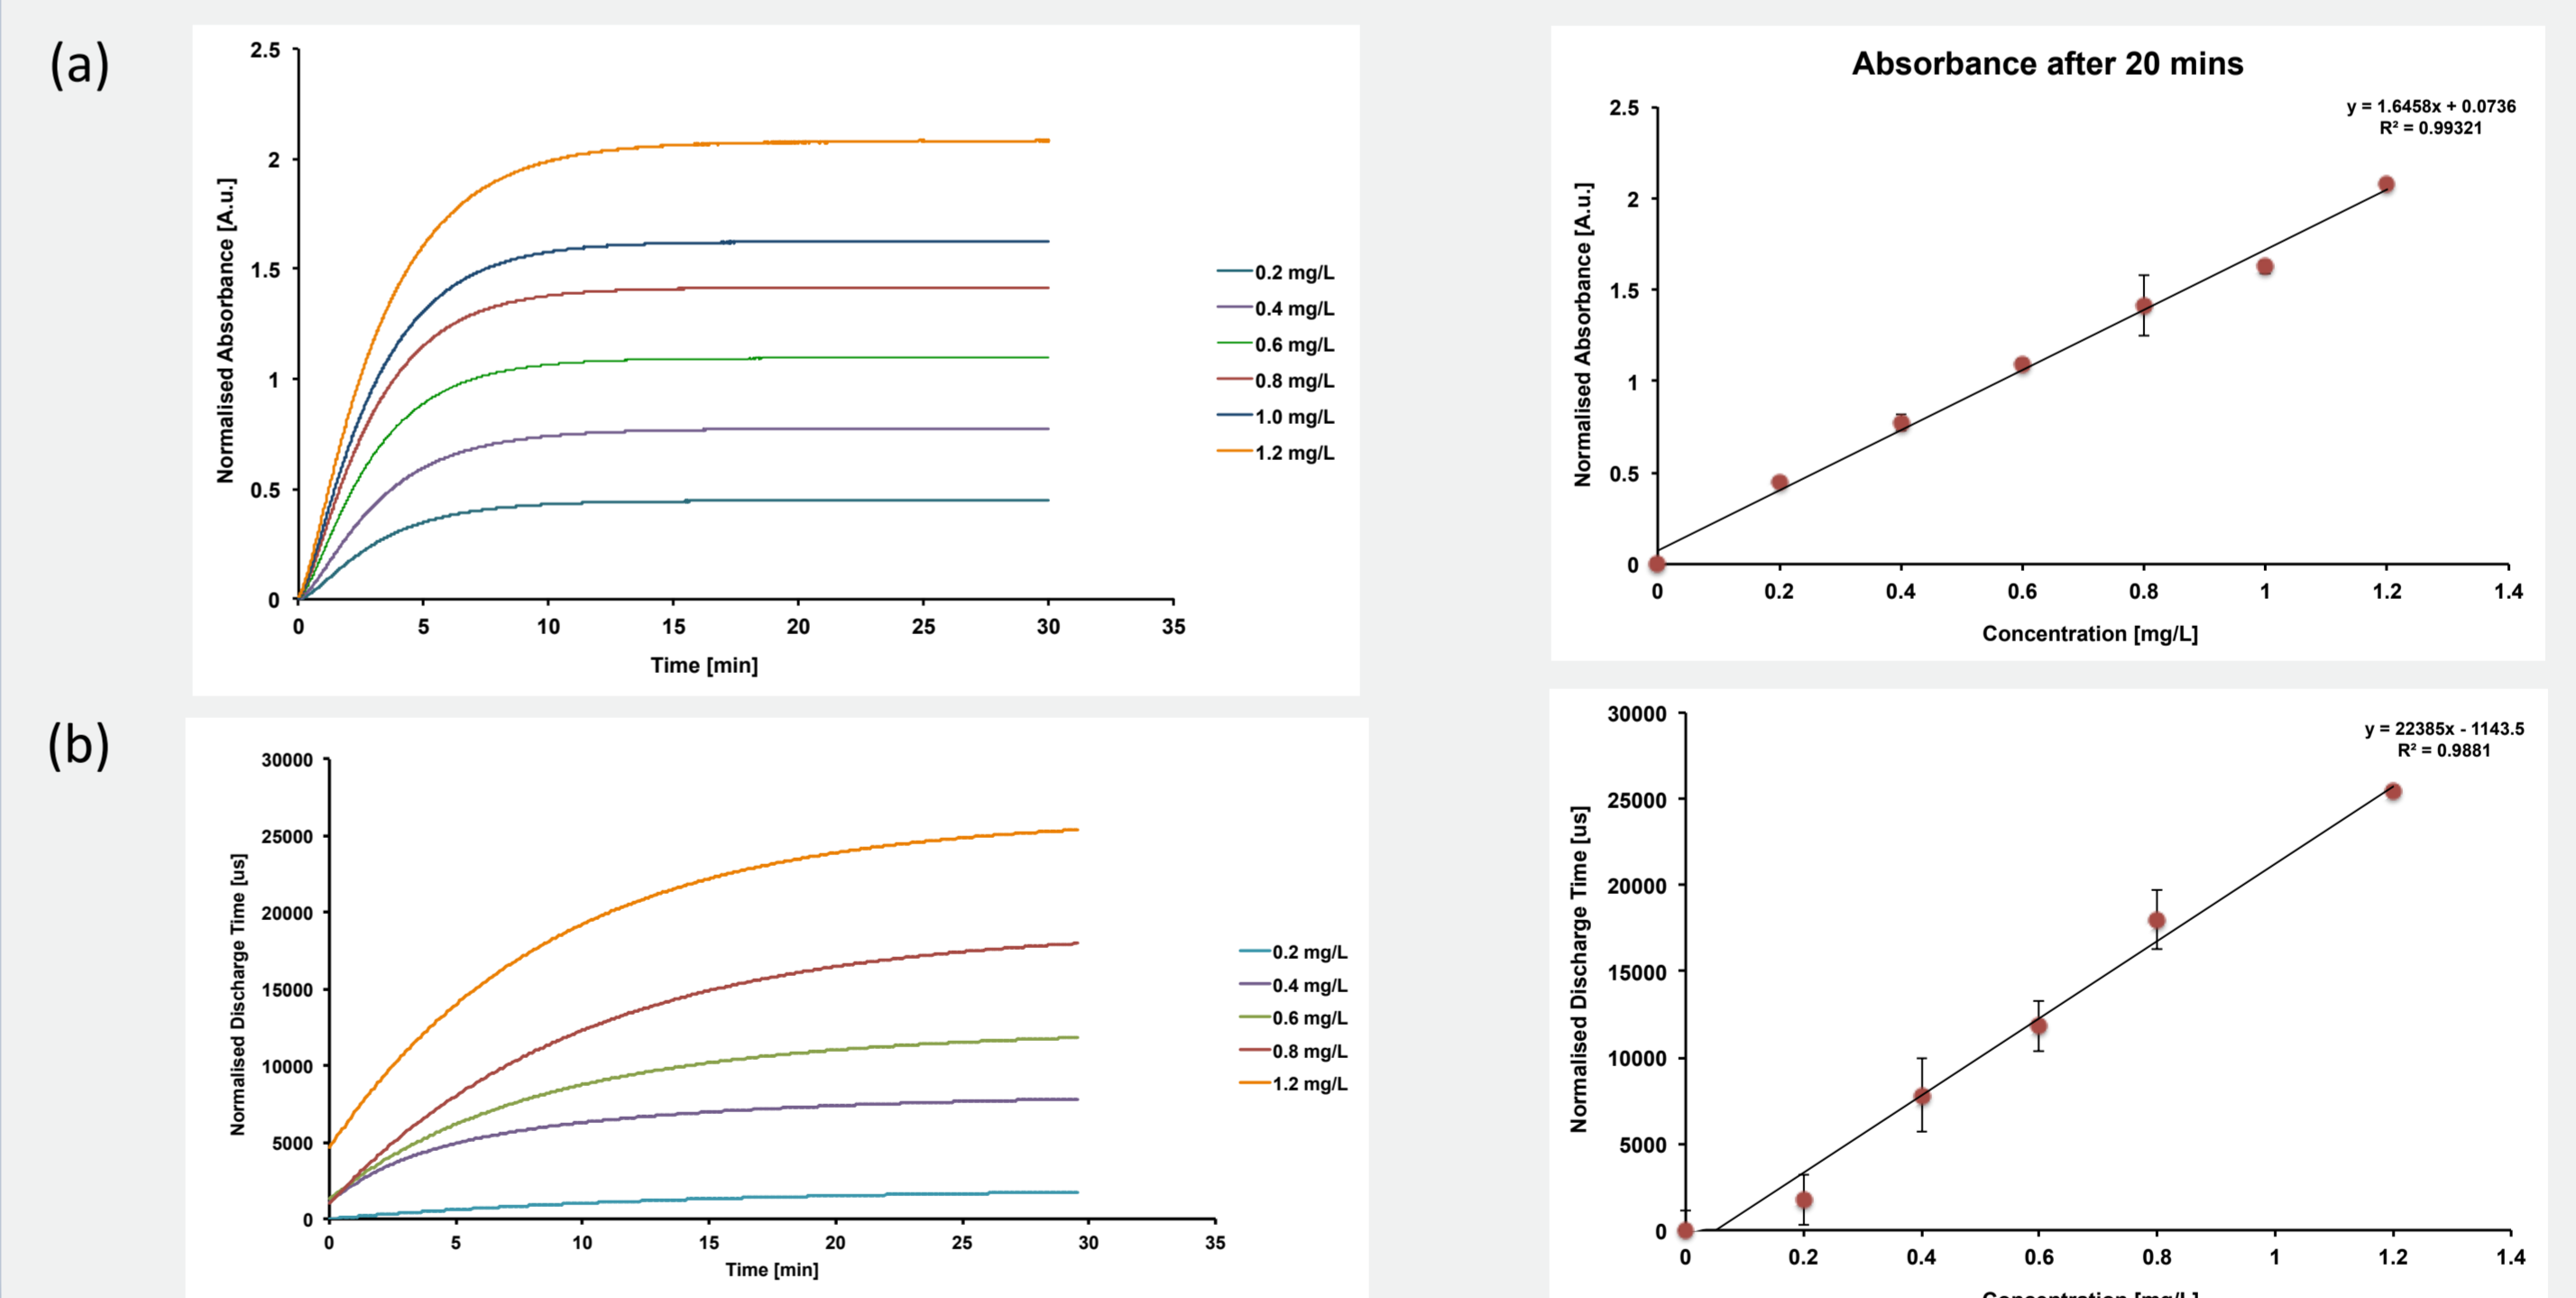 (a)
2.5
2
1.5
1
0.5
0
0 5 10 15 20 25 30 35
Normalised Absorbance [A.u.]
Time [min]
0.2 mg/L
0.4 mg/L
0.6 mg/L
0.8 mg/L
1.0 mg/L
1.2 mg/L
Absorbance after 20 mins
y = 1.6458x + 0.0736
R² = 0.99321
2.5
2
1.5
1
0.5
0
0 0.2 0.4 0.6 0.8 1 1.2 1.4
Normalised Absorbance [A.u.]
Concentration [mg/L]
(b)
30000
25000
20000
15000
10000
5000
0
0 5 10 15 20 25 30 35
Normalised Discharge Time [us]
Time [min]
0.2 mg/L
0.4 mg/L
0.6 mg/L
0.8 mg/L
1.2 mg/L
y = 22385x - 1143.5
R² = 0.9881
30000
25000
20000
15000
10000
5000
0
0 0.2 0.4 0.6 0.8 1 1.2 1.4
Normalised Discharge Time [us]
Concentration [mg/L]